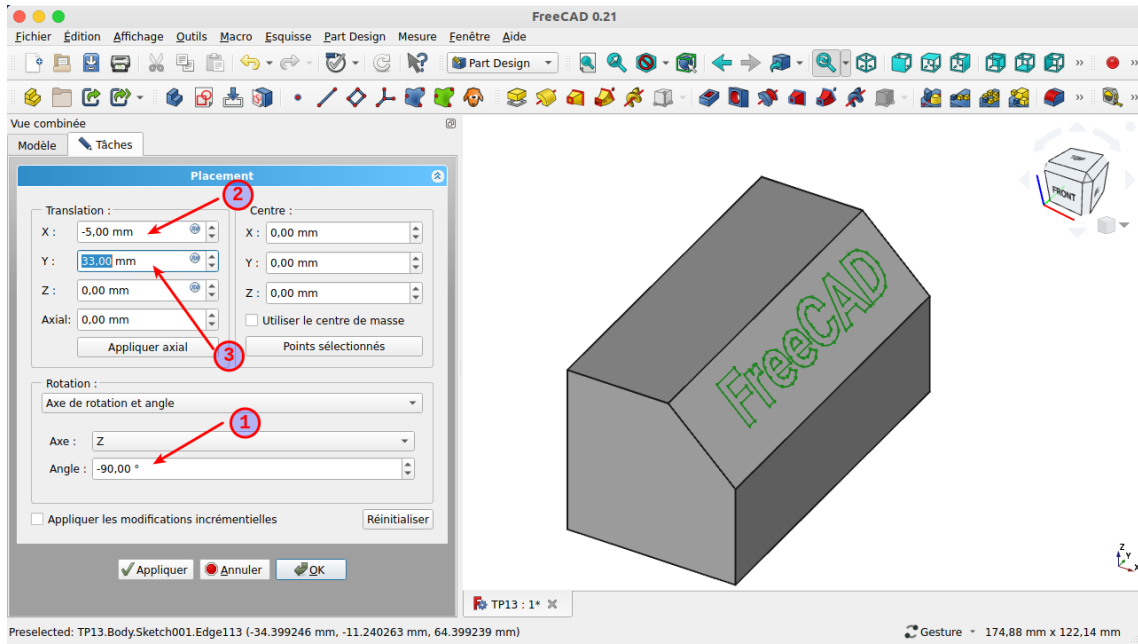 FreeCAD 0.21
Fichier Édition Affichage Outils Macro Esquisse Part Design Mesure Fenêtre Aide
Part Design
Vue combinée
Modèle Tâches
Placement
2
Translation : Centre :
X : -5,00 mm X : 0,00 mm
Y : 33,00 mm Y : 0,00 mm
Z : 0,00 mm Z : 0,00 mm
Axial: 0,00 mm Utiliser le centre de masse
Appliquer axial Points sélectionnés
3
Rotation :
Axe de rotation et angle
1
Axe : Z
Angle : -90,00 °
Appliquer les modifications incrémentielles Réinitialiser
Appliquer Annuler OK
TOP
FRONT
FreeCAD
Z
Y
X
TP13 : 1*
Preselected: TP13.Body.Sketch001.Edge113 (-34.399246 mm, -11.240263 mm, 64.399239 mm) Gesture 174,88 mm x 122,14 mm